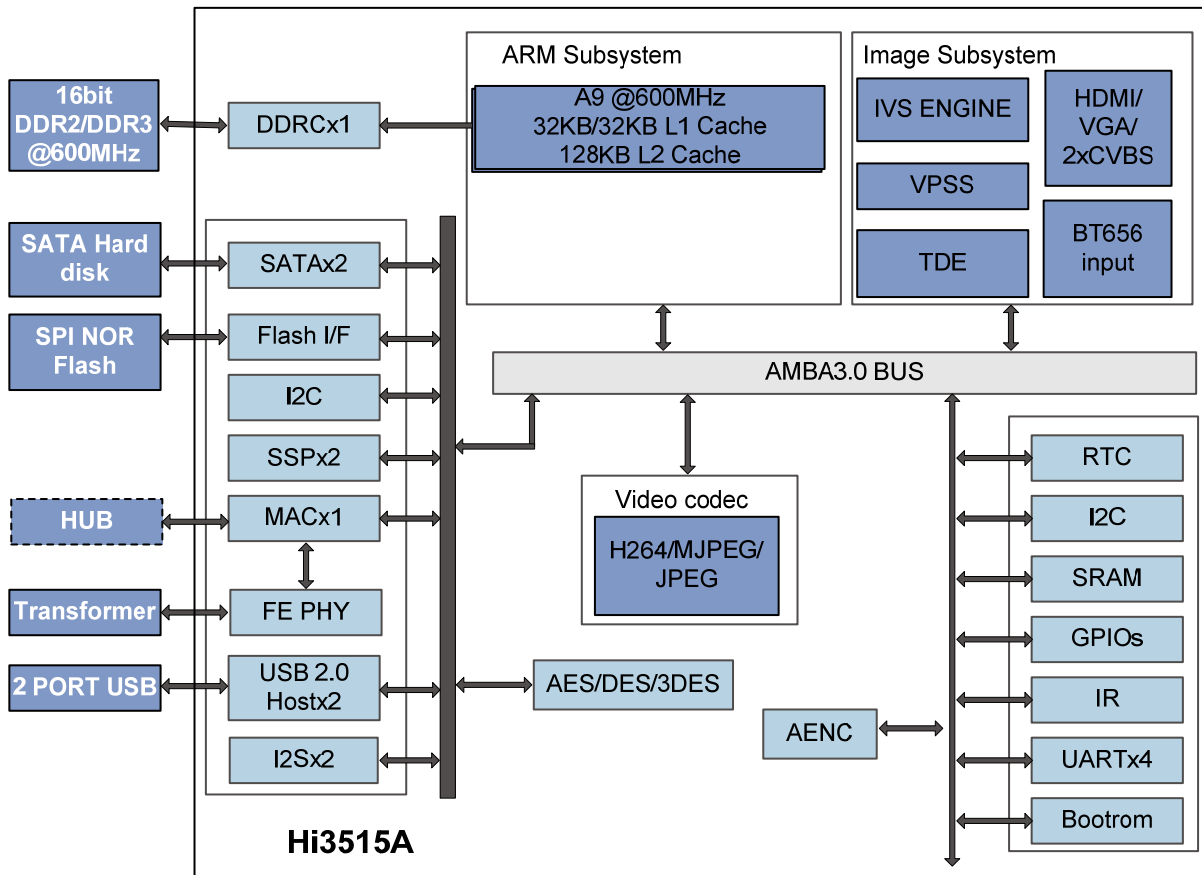 ARM Subsystem
A9 @600MHz
32KB/32KB L1 Cache
128KB L2 Cache
Image Subsystem
IVS ENGINE
VPSS
TDE
HDMI/
VGA/
2xCVBS
BT656
input
16bit
DDR2/DDR3
@600MHz
DDRCx1
SATA Hard
disk
SATAx2
SPI NOR
Flash
Flash I/F
I2C
SSPx2
HUB
MACx1
Transformer
FE PHY
2 PORT USB
USB 2.0
Hostx2
I2Sx2
AMBA3.0 BUS
Video codec
H264/MJPEG/
JPEG
AES/DES/3DES
AENC
RTC
I2C
SRAM
GPIOs
IR
UARTx4
Bootrom
Hi3515A